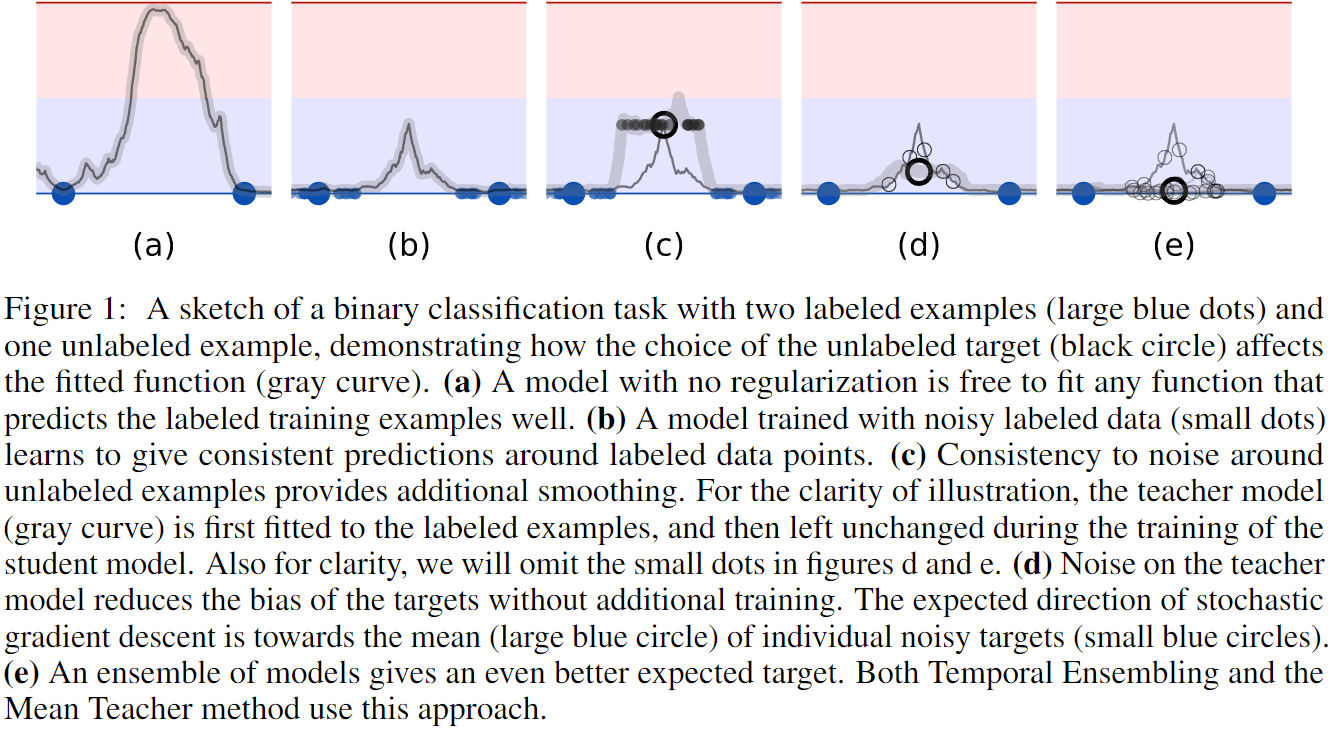 (a) (b) (c) (d) (e)
Figure 1: A sketch of a binary classification task with two labeled examples (large blue dots) and
one unlabeled example, demonstrating how the choice of the unlabeled target (black circle) affects
the fitted function (gray curve). (a) A model with no regularization is free to fit any function that
predicts the labeled training examples well. (b) A model trained with noisy labeled data (small dots)
learns to give consistent predictions around labeled data points. (c) Consistency to noise around
unlabeled examples provides additional smoothing. For the clarity of illustration, the teacher model
(gray curve) is first fitted to the labeled examples, and then left unchanged during the training of the
student model. Also for clarity, we will omit the small dots in figures d and e. (d) Noise on the teacher
model reduces the bias of the targets without additional training. The expected direction of stochastic
gradient descent is towards the mean (large blue circle) of individual noisy targets (small blue circles).
(e) An ensemble of models gives an even better expected target. Both Temporal Ensembling and the
Mean Teacher method use this approach.